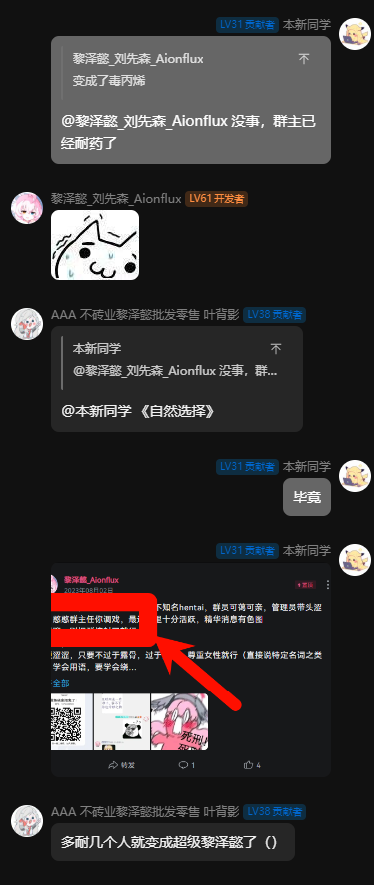 LV31 贡献者 本新同学
黎泽懿_刘先森_Aionflux
变成了毒丙烯
@黎泽懿_刘先森_Aionflux 没事，群主已
经耐药了
黎泽懿_刘先森_Aionflux LV61 开发者
AAA 不砖业黎泽懿批发零售 叶背影 LV38 贡献者
本新同学
@黎泽懿_刘先森_Aionflux 没事，群...
@本新同学 《自然选择》
LV31 贡献者 本新同学
毕竟
LV31 贡献者 本新同学
黎泽懿_Aionflux
2023年08月02日
不知名hentai，群员可蒋可亲，管理员带头涩
憨憨群主任你调戏，最近
里十分活跃，精华消息有色图
涩涩，只要不过于露骨，过于
尊重女性就行（直接说特定名词之类
学会用语，要学会绕...
全部
死刑
转发 1 4
AAA 不砖业黎泽懿批发零售 叶背影 LV38 贡献者
多耐几个人就变成超级黎泽懿了（）